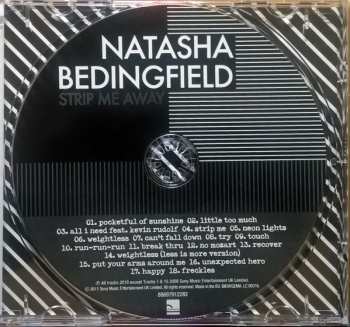 NATASHA
BEDINGFIELD
STRIP ME AWAY
01. pocketful of sunshine 02. little too much
03. all i need feat. kevin rudolf 04. strip me 05. neon lights
06. weightless 07. can't fall down 08. try 09. touch
10. run-run-run 11. break thru 12. no mozart 13. recover
14. weightless (less is more version)
15. put your arms around me 16. unexpected hero
17. happy 18. freckles